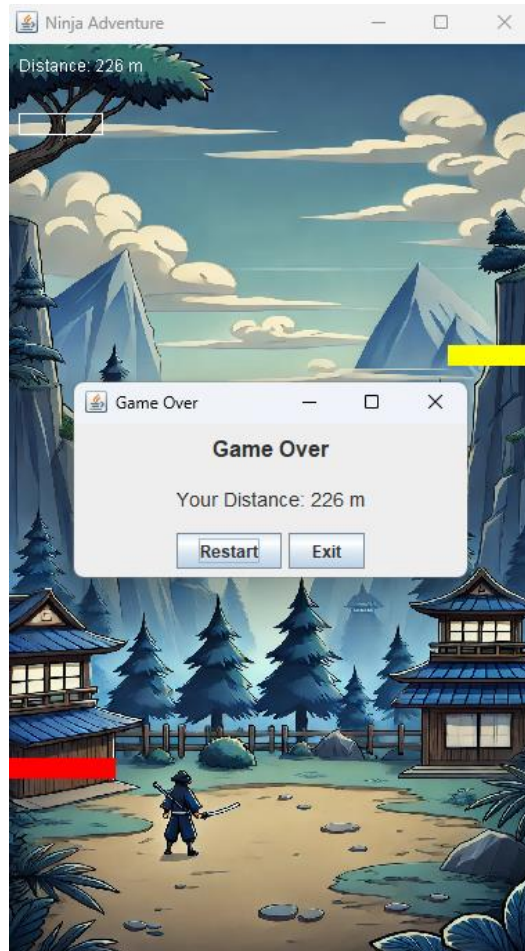 Ninja Adventure
Distance: 226 m
Game Over
Game Over
Your Distance: 226 m
Restart Exit